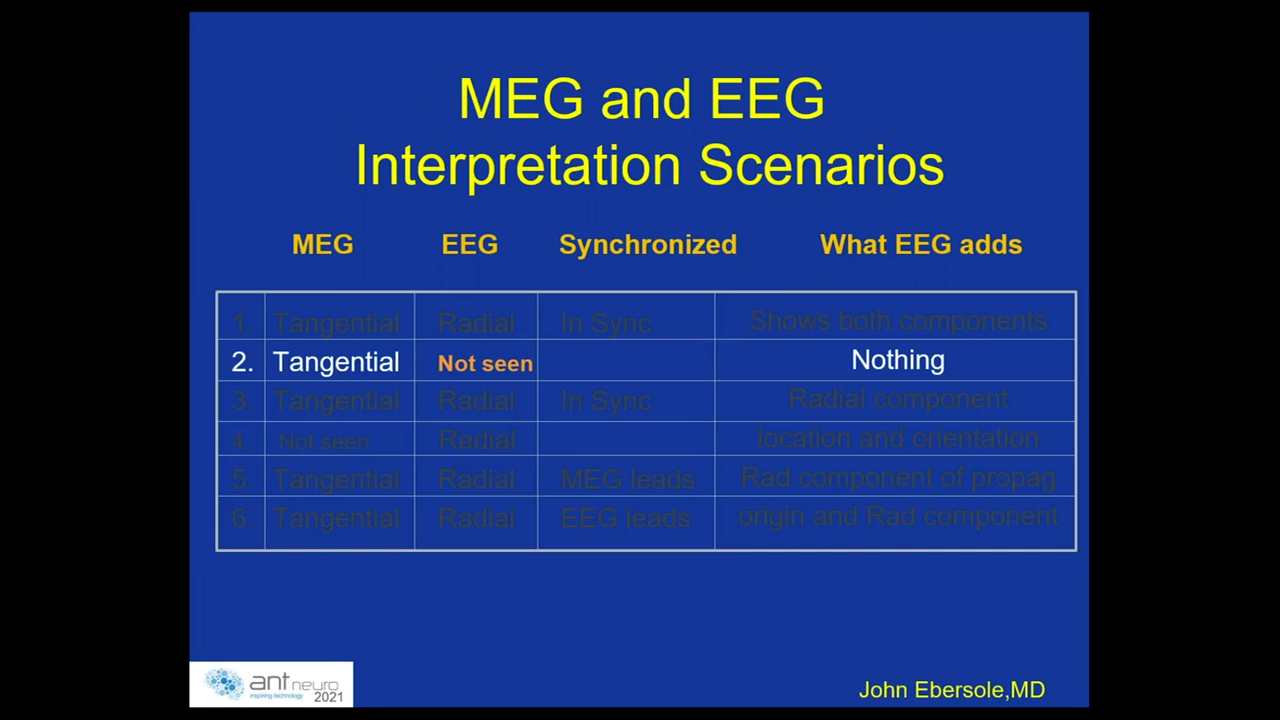 MEG and EEG
Interpretation Scenarios
MEG EEG Synchronized What EEG adds
1. Tangential Radial In Sync Shows both components
2. Tangential Not seen Nothing
3. Tangential Radial In Sync Radial component
4. Not seen Radial location and orientation
5. Tangential Radial MEG leads Rad component of propag
6. Tangential Radial EEG leads origin and Rad component
ant neuro
inspiring technology
2021
John Ebersole,MD